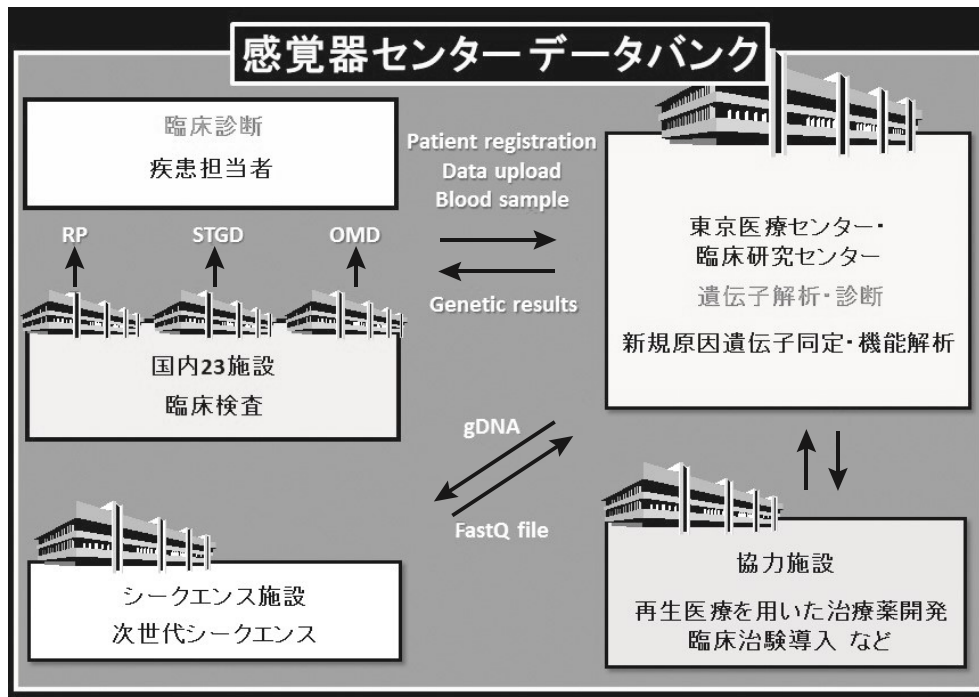 感覚器センターデータバンク
臨床診断
疾患担当者
RP
STGD
OMD
国内23施設
臨床検査
Patient registration
Data upload
Blood sample
Genetic results
東京医療センター・
臨床研究センター
遺伝子解析・診断
新規原因遺伝子同定・機能解析
gDNA
FastQ file
シークエンス施設
次世代シークエンス
協力施設
再生医療を用いた治療薬開発
臨床治験導入 など